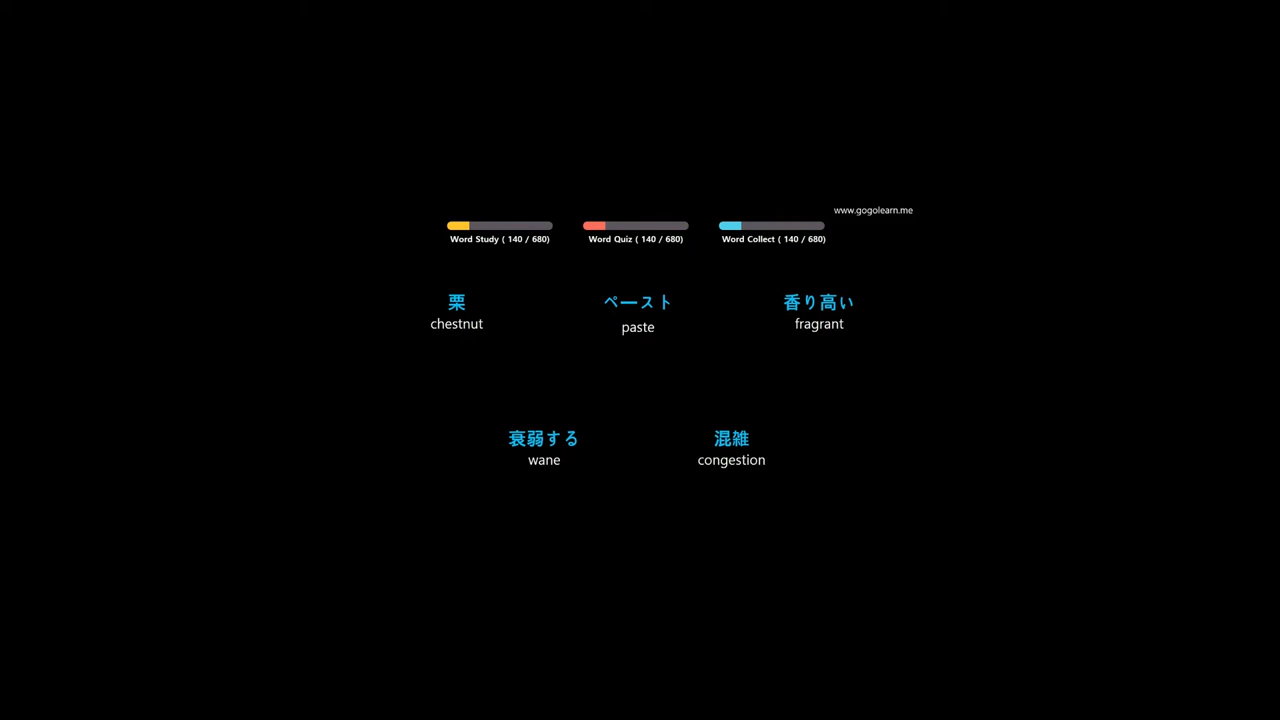 www.gogolearn.me
Word Study ( 140 / 680)
Word Quiz ( 140 / 680)
Word Collect ( 140 / 680)
栗
chestnut
ペースト
paste
香り高い
fragrant
衰弱する
wane
混雑
congestion